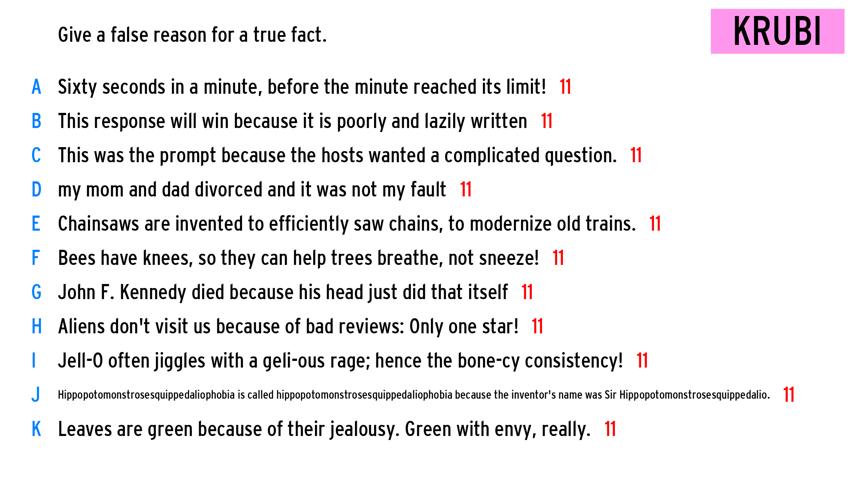 Give a false reason for a true fact.
KRUBI
A Sixty seconds in a minute, before the minute reached its limit! 11
B This response will win because it is poorly and lazily written 11
C This was the prompt because the hosts wanted a complicated question. 11
D my mom and dad divorced and it was not my fault 11
E Chainsaws are invented to efficiently saw chains, to modernize old trains. 11
F Bees have knees, so they can help trees breathe, not sneeze! 11
G John F. Kennedy died because his head just did that itself 11
H Aliens don't visit us because of bad reviews: Only one star! 11
I Jell-O often jiggles with a geli-ous rage; hence the bone-cy consistency! 11
J Hippopotomonstrosesquippedaliophobia is called hippopotomonstrosesquippedaliophobia because the inventor's name was Sir Hippopotomonstrosesquippedalio. 11
K Leaves are green because of their jealousy. Green with envy, really. 11